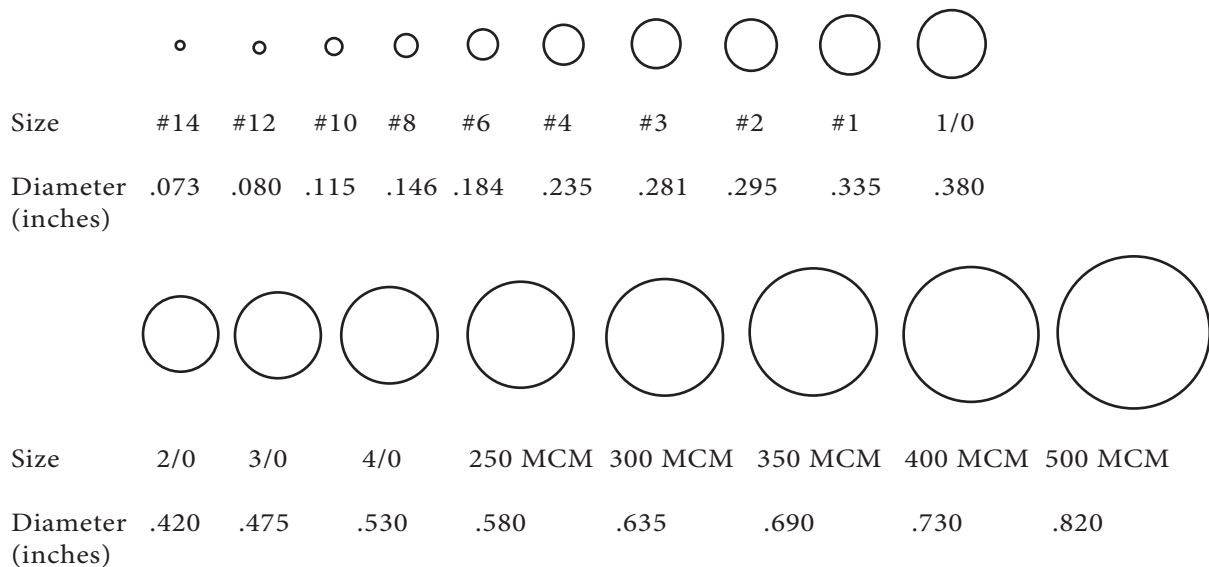 Size #14 #12 #10 #8 #6 #4 #3 #2 #1 1/0
Diameter .073 .080 .115 .146 .184 .235 .281 .295 .335 .380
(inches)
Size 2/0 3/0 4/0 250 MCM 300 MCM 350 MCM 400 MCM 500 MCM
Diameter .420 .475 .530 .580 .635 .690 .730 .820
(inches)